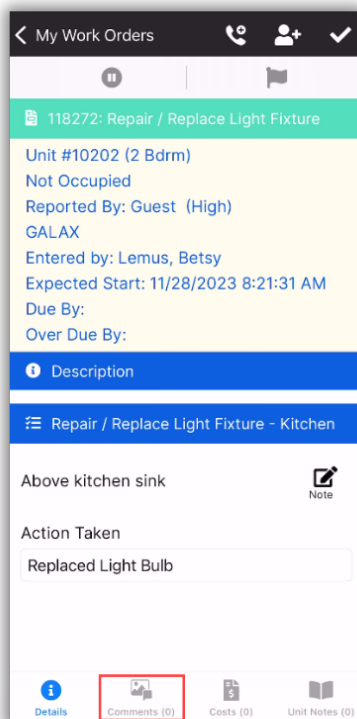 My Work Orders
118272: Repair / Replace Light Fixture
Unit #10202 (2 Bdrm)
Not Occupied
Reported By: Guest  (High)
GALAX
Entered by: Lemus, Betsy
Expected Start: 11/28/2023 8:21:31 AM
Due By:
Over Due By:
Description
Repair / Replace Light Fixture - Kitchen
Above kitchen sink
Note
Action Taken
Replaced Light Bulb
Details Comments (0) Costs (0) Unit Notes (0)